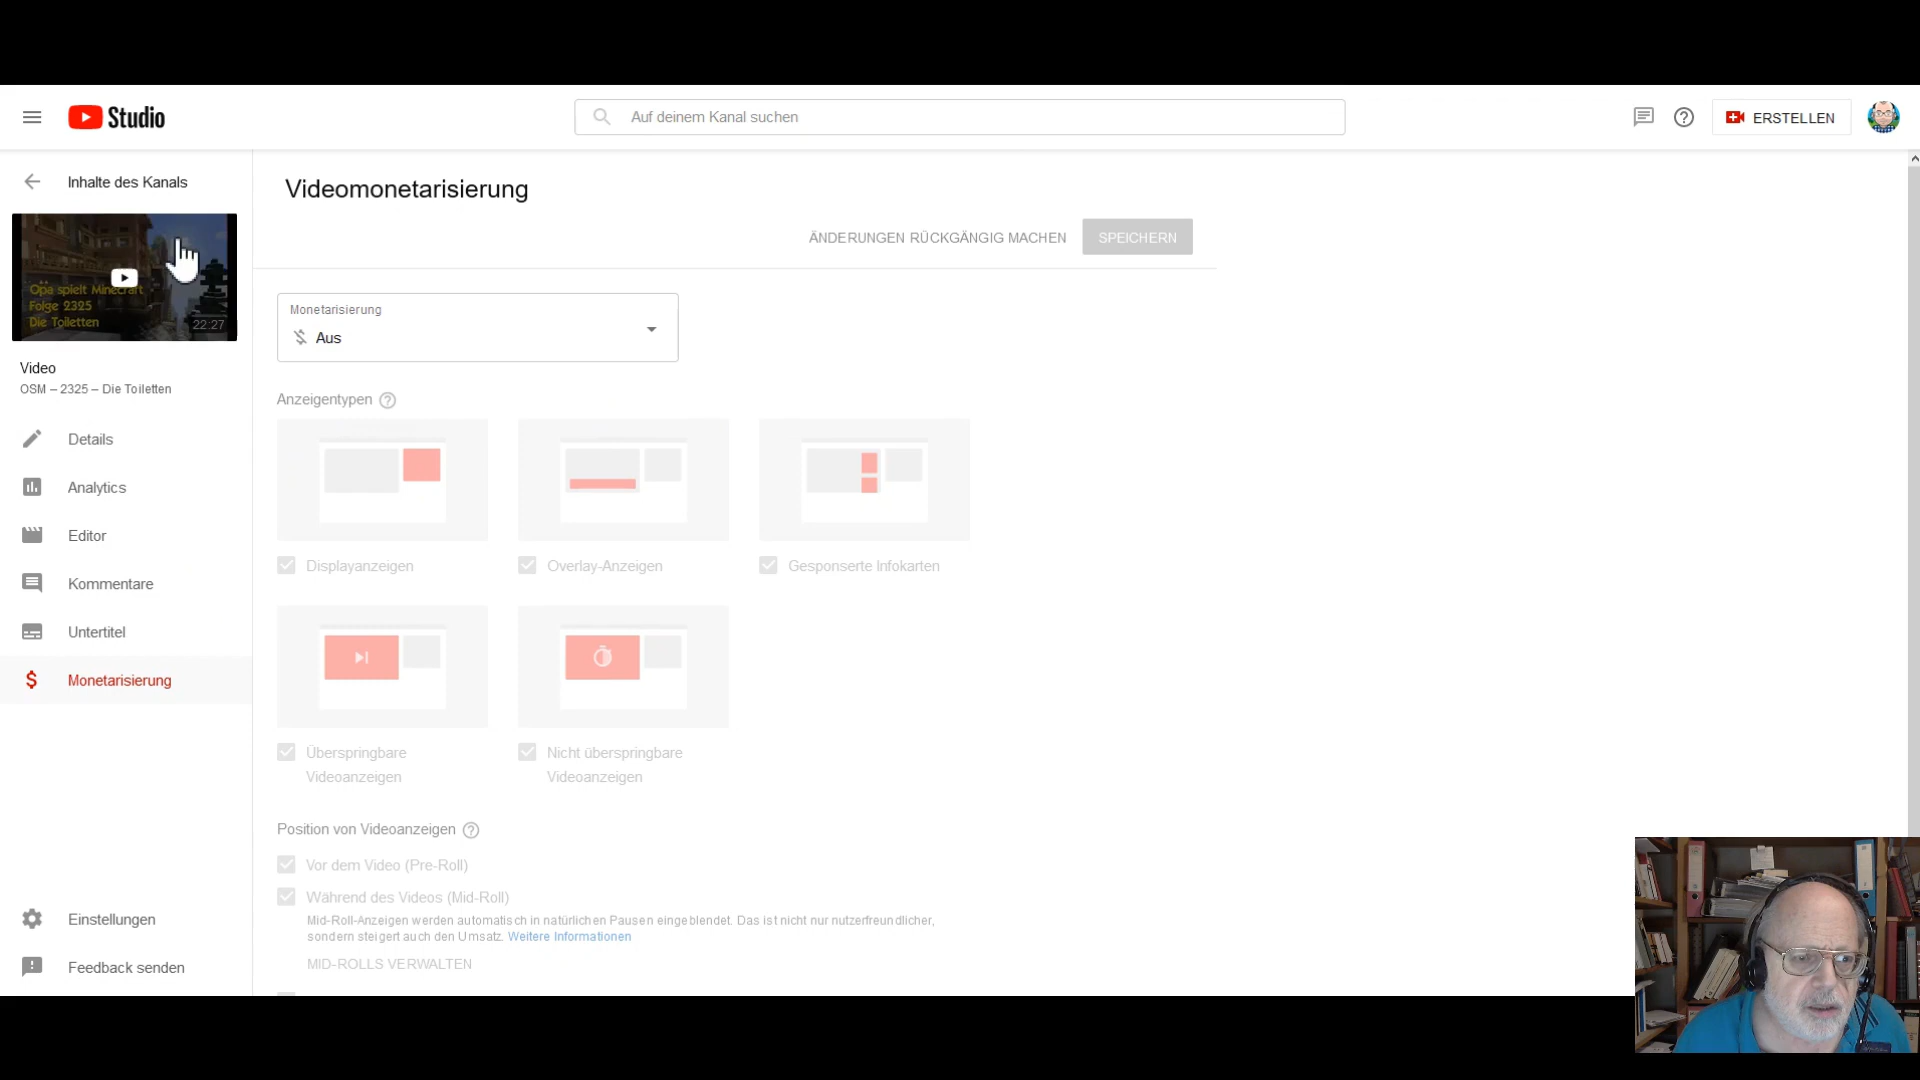 Studio
Auf deinem Kanal suchen
ERSTELLEN
Inhalte des Kanals
Opa spielt Minecraft
Folge 2325
Die Toiletten
22:27
Video
OSM – 2325 – Die Toiletten
Details
Analytics
Editor
Kommentare
Untertitel
Monetarisierung
Einstellungen
Feedback senden
Videomonetarisierung
ÄNDERUNGEN RÜCKGÄNGIG MACHEN
SPEICHERN
Monetarisierung
Aus
Anzeigentypen
Displayanzeigen
Overlay-Anzeigen
Gesponserte Infokarten
Überspringbare
Videoanzeigen
Nicht überspringbare
Videoanzeigen
Position von Videoanzeigen
Vor dem Video (Pre-Roll)
Während des Videos (Mid-Roll)
Mid-Roll-Anzeigen werden automatisch in natürlichen Pausen eingeblendet. Das ist nicht nur nutzerfreundlicher,
sondern steigert auch den Umsatz. Weitere Informationen
MID-ROLLS VERWALTEN